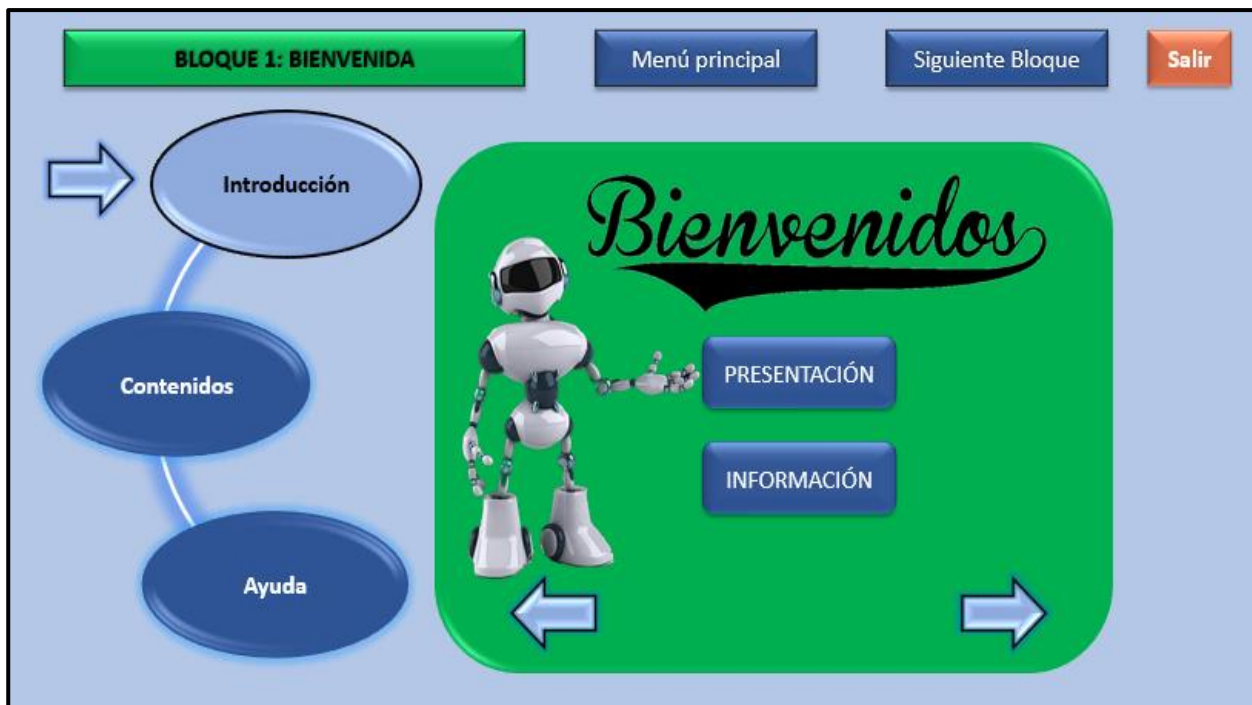 BLOQUE 1: BIENVENIDA
Menú principal
Siguiente Bloque
Salir
Introducción
Contenidos
Ayuda
Bienvenidos
PRESENTACIÓN
INFORMACIÓN